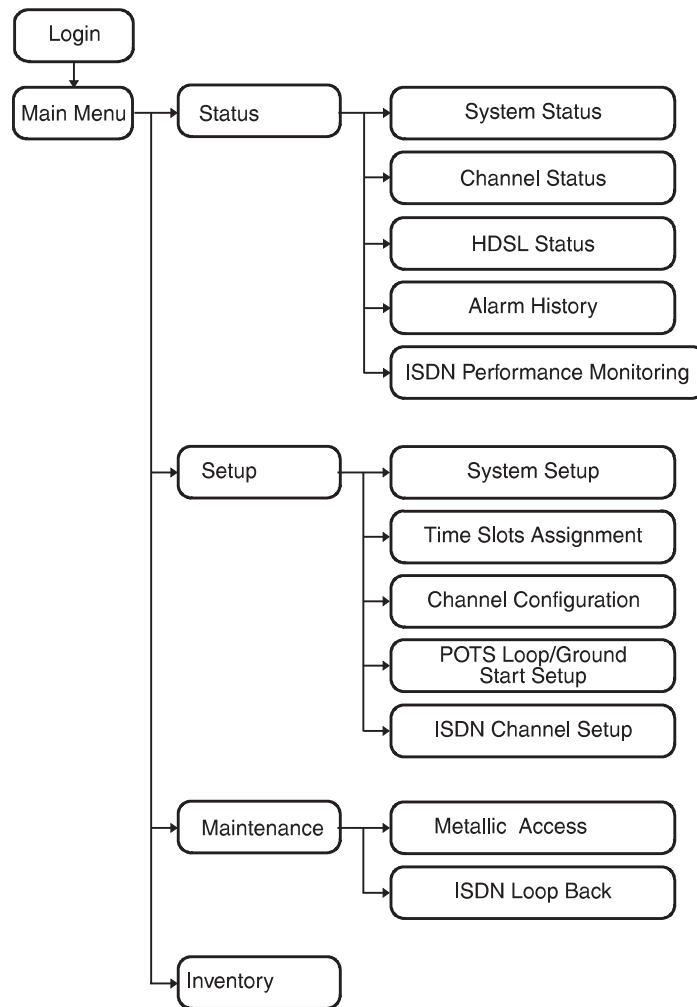 Login
Main Menu
Status
System Status
Channel Status
HDSL Status
Alarm History
ISDN Performance Monitoring
Setup
System Setup
Time Slots Assignment
Channel Configuration
POTS Loop/Ground
Start Setup
ISDN Channel Setup
Maintenance
Metallic Access
ISDN Loop Back
Inventory